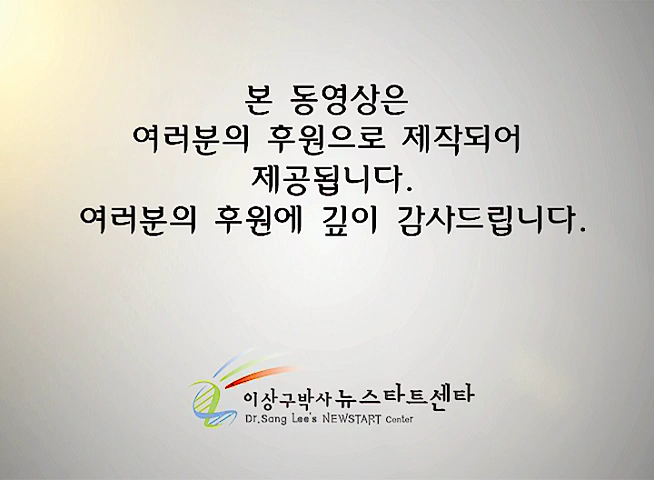 본 동영상은
여러분의 후원으로 제작되어
제공됩니다.
여러분의 후원에 깊이 감사드립니다.
이상구박사 뉴스타트센타
Dr.Sang Lee's NEWSTART Center